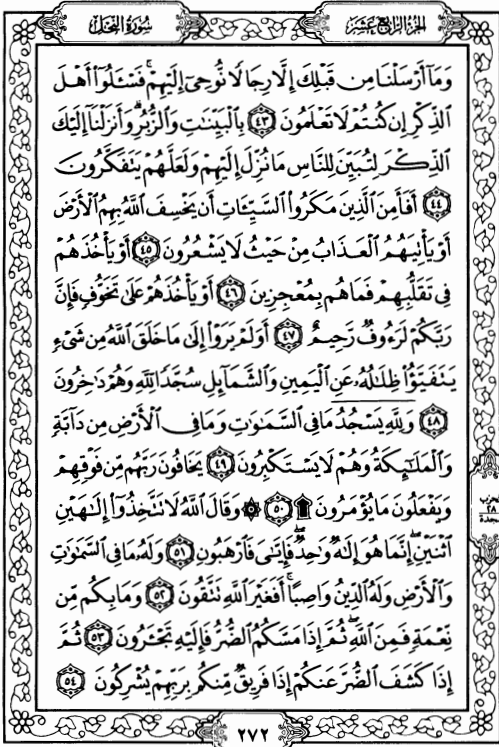 سورة النحل
الجزء الرابع عشر
وَمَآ أَرْسَلْنَا مِن قَبْلِكَ إِلَّا رِجَالًا نُّوحِىٓ إِلَيْهِمْ ۚ فَسْـَٔلُوٓا۟ أَهْلَ
ٱلذِّكْرِ إِن كُنتُمْ لَا تَعْلَمُونَ ﴿٤٣﴾ بِٱلْبَيِّنَـٰتِ وَٱلزُّبُرِ ۗ وَأَنزَلْنَآ إِلَيْكَ
ٱلذِّكْرَ لِتُبَيِّنَ لِلنَّاسِ مَا نُزِّلَ إِلَيْهِمْ وَلَعَلَّهُمْ يَتَفَكَّرُونَ
﴿٤٤﴾ أَفَأَمِنَ ٱلَّذِينَ مَكَرُوا۟ ٱلسَّيِّـَٔاتِ أَن يَخْسِفَ ٱللَّهُ بِهِمُ ٱلْأَرْضَ
أَوْ يَأْتِيَهُمُ ٱلْعَذَابُ مِنْ حَيْثُ لَا يَشْعُرُونَ ﴿٤٥﴾ أَوْ يَأْخُذَهُمْ
فِى تَقَلُّبِهِمْ فَمَا هُم بِمُعْجِزِينَ ﴿٤٦﴾ أَوْ يَأْخُذَهُمْ عَلَىٰ تَخَوُّفٍ فَإِنَّ
رَبَّكُمْ لَرَءُوفٌ رَّحِيمٌ ﴿٤٧﴾ أَوَلَمْ يَرَوْا۟ إِلَىٰ مَا خَلَقَ ٱللَّهُ مِن شَىْءٍ
يَتَفَيَّؤُا۟ ظِلَـٰلُهُۥ عَنِ ٱلْيَمِينِ وَٱلشَّمَآئِلِ سُجَّدًا لِّلَّهِ وَهُمْ دَٰخِرُونَ
﴿٤٨﴾ وَلِلَّهِ يَسْجُدُ مَا فِى ٱلسَّمَـٰوَٰتِ وَمَا فِى ٱلْأَرْضِ مِن دَآبَّةٍ
وَٱلْمَلَـٰٓئِكَةُ وَهُمْ لَا يَسْتَكْبِرُونَ ﴿٤٩﴾ يَخَافُونَ رَبَّهُم مِّن فَوْقِهِمْ
وَيَفْعَلُونَ مَا يُؤْمَرُونَ ۩ ﴿٥٠﴾ ۞ وَقَالَ ٱللَّهُ لَا تَتَّخِذُوٓا۟ إِلَـٰهَيْنِ
ٱثْنَيْنِ ۖ إِنَّمَا هُوَ إِلَـٰهٌ وَٰحِدٌ ۖ فَإِيَّـٰىَ فَٱرْهَبُونِ ﴿٥١﴾ وَلَهُۥ مَا فِى ٱلسَّمَـٰوَٰتِ
وَٱلْأَرْضِ وَلَهُ ٱلدِّينُ وَاصِبًا ۚ أَفَغَيْرَ ٱللَّهِ تَتَّقُونَ ﴿٥٢﴾ وَمَا بِكُم مِّن
نِّعْمَةٍ فَمِنَ ٱللَّهِ ۖ ثُمَّ إِذَا مَسَّكُمُ ٱلضُّرُّ فَإِلَيْهِ تَجْـَٔرُونَ ﴿٥٣﴾ ثُمَّ
إِذَا كَشَفَ ٱلضُّرَّ عَنكُمْ إِذَا فَرِيقٌ مِّنكُم بِرَبِّهِمْ يُشْرِكُونَ ﴿٥٤﴾
٢٧٢